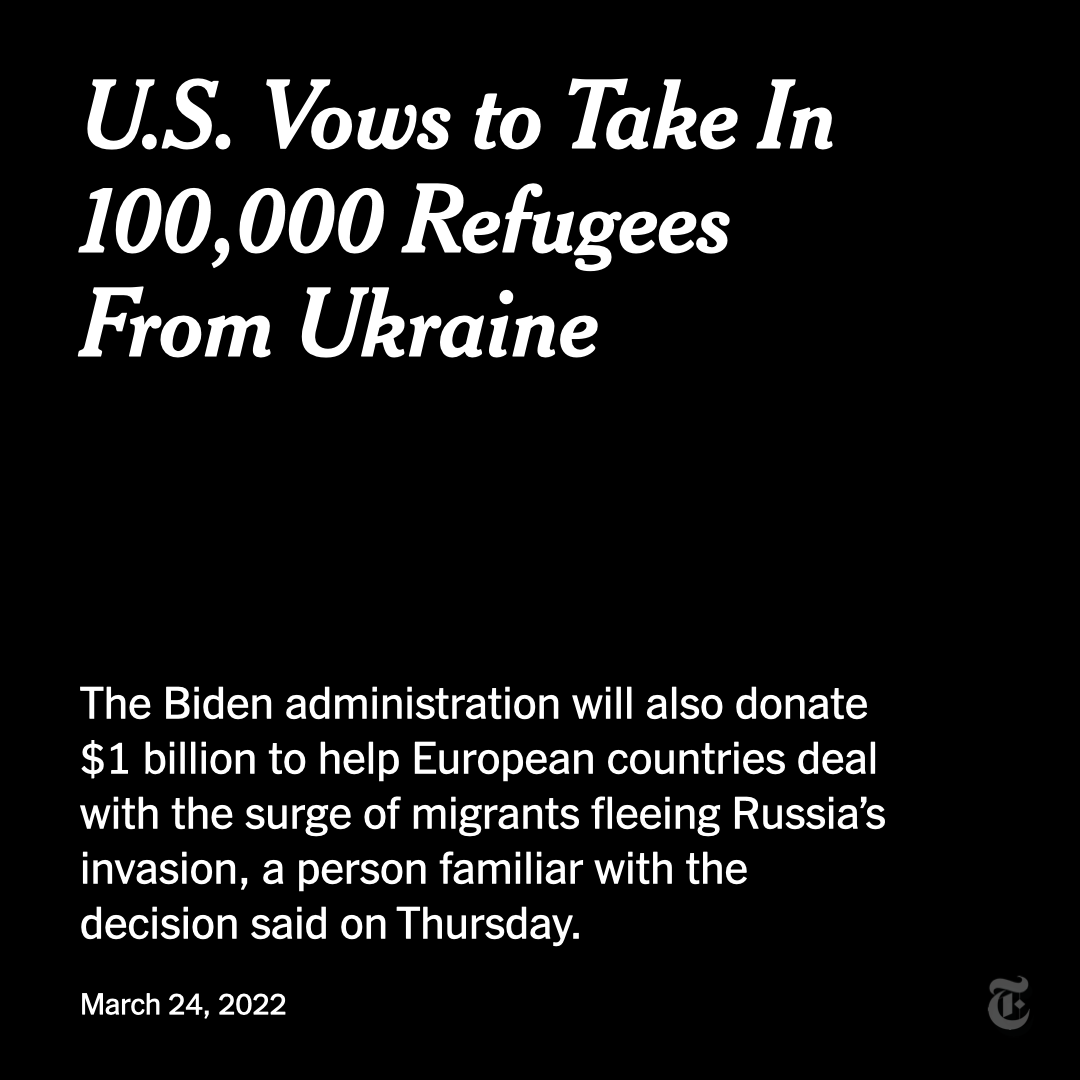 U.S. Vows to Take In
100,000 Refugees
From Ukraine
The Biden administration will also donate
$1 billion to help European countries deal
with the surge of migrants fleeing Russia’s
invasion, a person familiar with the
decision said on Thursday.
March 24, 2022
T